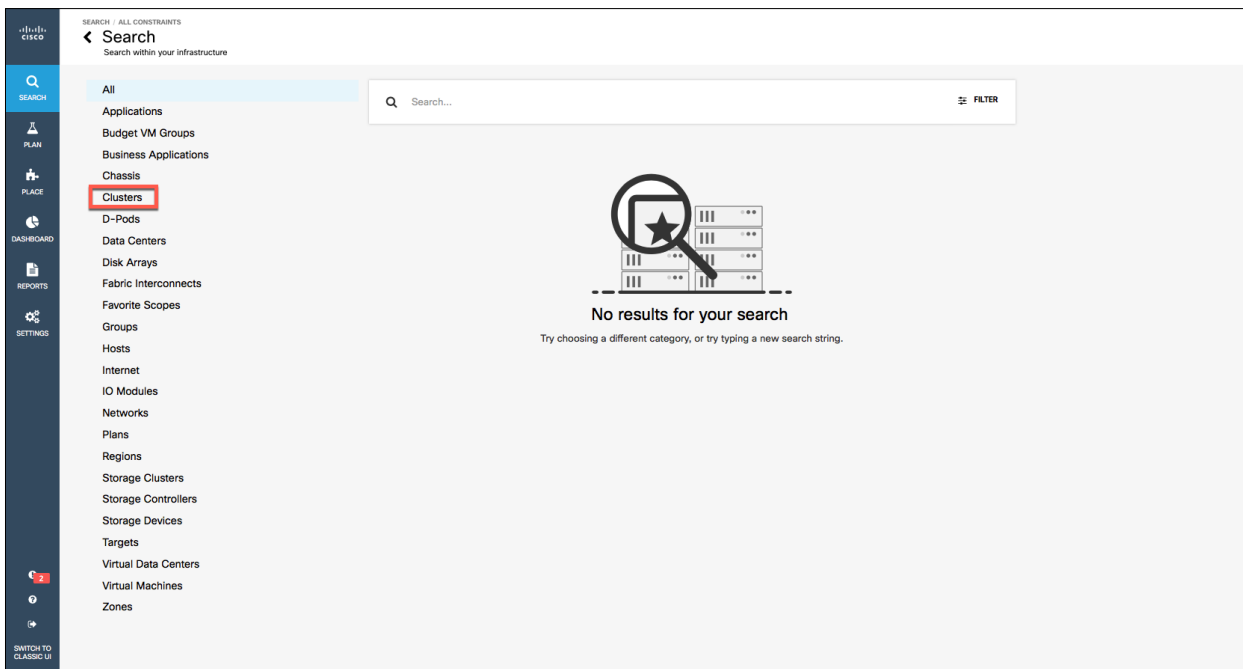 cisco
SEARCH
PLAN
PLACE
DASHBOARD
REPORTS
SETTINGS
2
SWITCH TO
CLASSIC UI
SEARCH / ALL CONSTRAINTS
Search
Search within your infrastructure
All
Applications
Budget VM Groups
Business Applications
Chassis
Clusters
D-Pods
Data Centers
Disk Arrays
Fabric Interconnects
Favorite Scopes
Groups
Hosts
Internet
IO Modules
Networks
Plans
Regions
Storage Clusters
Storage Controllers
Storage Devices
Targets
Virtual Data Centers
Virtual Machines
Zones
Search...
FILTER
No results for your search
Try choosing a different category, or try typing a new search string.